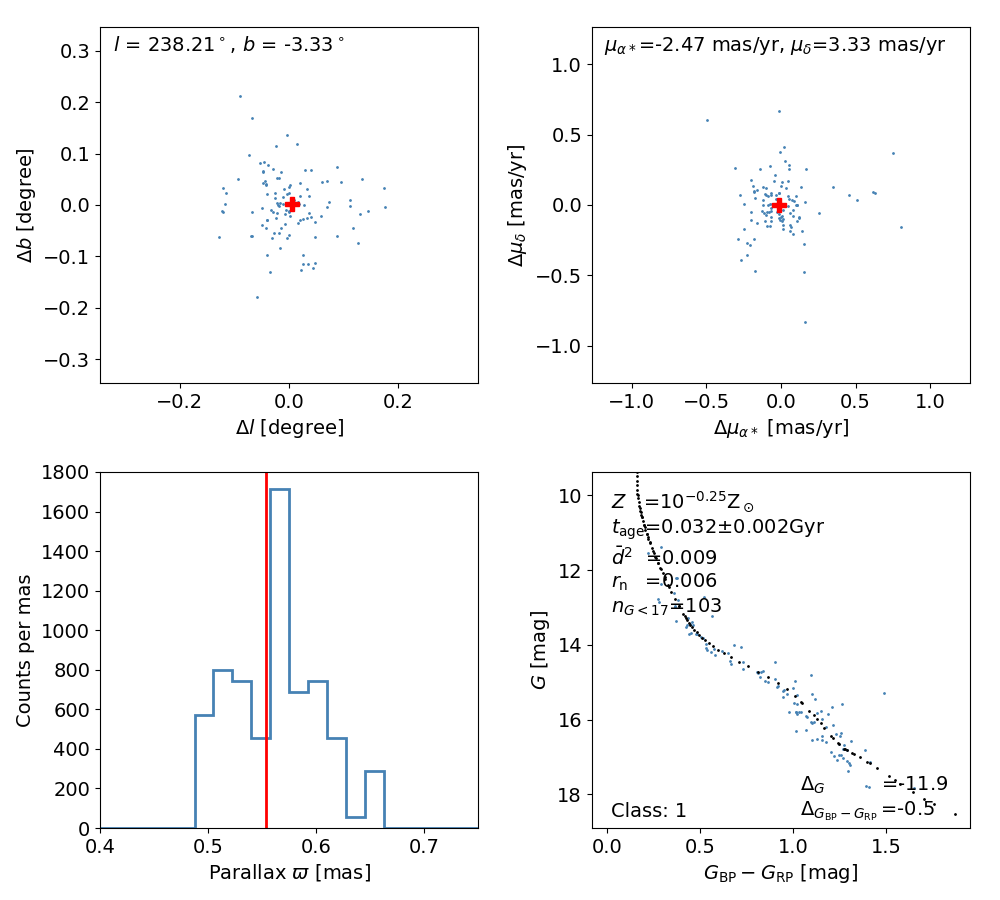 l = 238.21°, b = -3.33°
0.3
0.2
0.1
0.0
−0.1
−0.2
−0.3
−0.2
0.0
0.2
Δb [degree]
Δl [degree]
μα*=-2.47 mas/yr, μδ=3.33 mas/yr
1.0
0.5
0.0
−0.5
−1.0
−1.0
−0.5
0.0
0.5
1.0
Δμδ [mas/yr]
Δμα* [mas/yr]
1800
1600
1400
1200
1000
800
600
400
200
0
0.4
0.5
0.6
0.7
Counts per mas
Parallax ϖ [mas]
Z =10^−0.25 Z⊙
t_age=0.032±0.002Gyr
d̄² =0.009
r_n =0.006
n_G<17=103
Δ_G =-11.9
Class: 1
Δ_GBP−GRP =-0.5
10
12
14
16
18
0.0
0.5
1.0
1.5
G [mag]
G_BP − G_RP [mag]